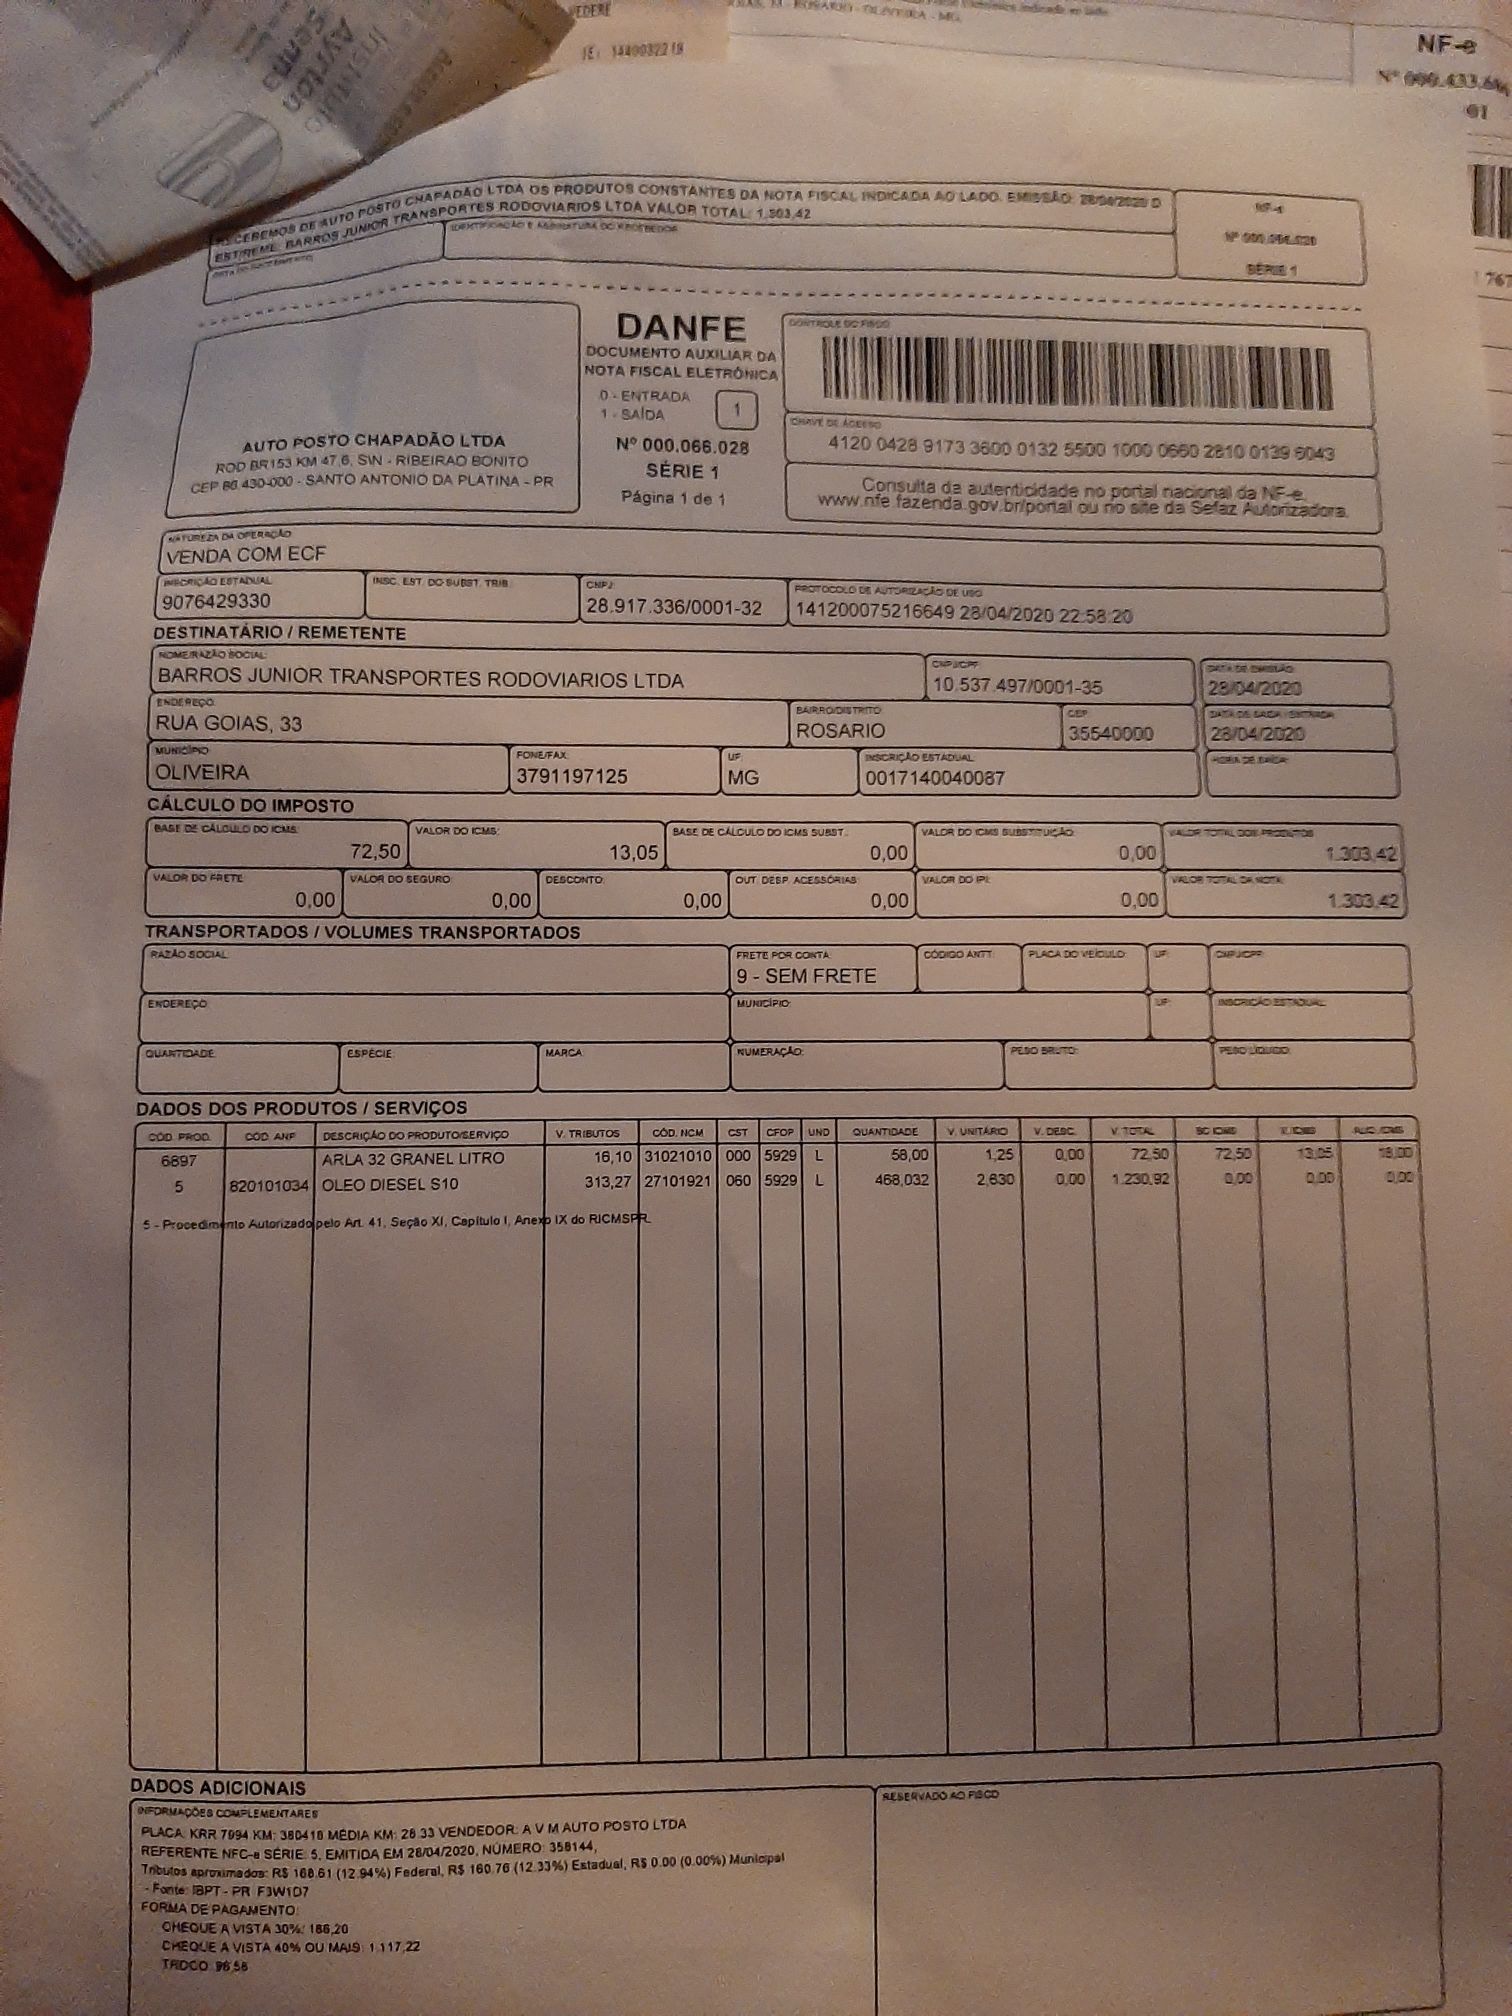 Instituto
Ayrton
Senna
VEDERE
IE: 14490322 19
NF-e
RECEBEMOS DE AUTO POSTO CHAPADÃO LTDA OS PRODUTOS CONSTANTES DA NOTA FISCAL INDICADA AO LADO. EMISSÃO: 28/04/2020 D
EST/REME: BARROS JUNIOR TRANSPORTES RODOVIARIOS LTDA VALOR TOTAL: 1.303,42
IDENTIFICAÇÃO E ASSINATURA DO RECEBEDOR
NF-e
Nº 000.066.028
SÉRIE 1
AUTO POSTO CHAPADÃO LTDA
ROD BR153 KM 47,6, S\N - RIBEIRAO BONITO
CEP 86 430-000 - SANTO ANTONIO DA PLATINA - PR
DANFE
DOCUMENTO AUXILIAR DA
NOTA FISCAL ELETRÔNICA
0 - ENTRADA
1 - SAÍDA
1
Nº 000.066.028
SÉRIE 1
Página 1 de 1
CONTROLE DO FISCO
CHAVE DE ACESSO
4120 0428 9173 3600 0132 5500 1000 0660 2810 0139 6043
Consulta da autenticidade no portal nacional da NF-e.
www.nfe.fazenda.gov.br/portal ou no site da Sefaz Autorizadora.
NATUREZA DA OPERAÇÃO
VENDA COM ECF
INSCRIÇÃO ESTADUAL INSC. EST. DO SUBST. TRIB. CNPJ: PROTOCOLO DE AUTORIZAÇÃO DE USO
9076429330 28.917.336/0001-32 141200075216649 28/04/2020 22:58:20
DESTINATÁRIO / REMETENTE
NOME/RAZÃO SOCIAL: CNPJ/CPF: DATA DE EMISSÃO:
BARROS JUNIOR TRANSPORTES RODOVIARIOS LTDA 10.537.497/0001-35 28/04/2020
ENDEREÇO: BAIRRO/DISTRITO: CEP: DATA DE SAÍDA / ENTRADA:
RUA GOIAS, 33 ROSARIO 35540000 28/04/2020
MUNICÍPIO: FONE/FAX: UF: INSCRIÇÃO ESTADUAL: HORA DE SAÍDA:
OLIVEIRA 3791197125 MG 0017140040087
CÁLCULO DO IMPOSTO
BASE DE CÁLCULO DO ICMS: VALOR DO ICMS: BASE DE CÁLCULO DO ICMS SUBST.: VALOR DO ICMS SUBSTITUIÇÃO: VALOR TOTAL DOS PRODUTOS
72,50 13,05 0,00 0,00 1.303,42
VALOR DO FRETE: VALOR DO SEGURO: DESCONTO: OUT. DESP. ACESSÓRIAS: VALOR DO IPI: VALOR TOTAL DA NOTA:
0,00 0,00 0,00 0,00 0,00 1.303,42
TRANSPORTADOS / VOLUMES TRANSPORTADOS
RAZÃO SOCIAL: FRETE POR CONTA: CÓDIGO ANTT: PLACA DO VEÍCULO: UF: CNPJ/CPF:
9 - SEM FRETE
ENDEREÇO: MUNICÍPIO: UF: INSCRIÇÃO ESTADUAL:
QUANTIDADE: ESPÉCIE: MARCA: NUMERAÇÃO: PESO BRUTO: PESO LÍQUIDO:
DADOS DOS PRODUTOS / SERVIÇOS
CÓD. PROD. CÓD. ANP DESCRIÇÃO DO PRODUTO/SERVIÇO V. TRIBUTOS CÓD. NCM CST CFOP UND QUANTIDADE V. UNITÁRIO V. DESC. V. TOTAL BC ICMS V. ICMS ALIQ. ICMS
6897 ARLA 32 GRANEL LITRO 16,10 31021010 000 5929 L 58,00 1,25 0,00 72,50 72,50 13,05 18,00
5 820101034 OLEO DIESEL S10 313,27 27101921 060 5929 L 468,032 2,630 0,00 1.230,92 0,00 0,00 0,00
5 - Procedimento Autorizado pelo Art. 41, Seção XI, Capítulo I, Anexo IX do RICMSPR.
DADOS ADICIONAIS
INFORMAÇÕES COMPLEMENTARES
RESERVADO AO FISCO
PLACA: KRR 7994 KM: 380418 MÉDIA KM: 28.33 VENDEDOR: A V M AUTO POSTO LTDA
REFERENTE NFC-e SÉRIE: 5, EMITIDA EM 28/04/2020, NÚMERO: 358144,
Tributos aproximados: R$ 168.61 (12.94%) Federal, R$ 160.76 (12.33%) Estadual, R$ 0.00 (0.00%) Municipal
- Fonte: IBPT - PR F3W1D7
FORMA DE PAGAMENTO:
CHEQUE A VISTA 30%: 186,20
CHEQUE A VISTA 40% OU MAIS: 1.117,22
TROCO: 96,58